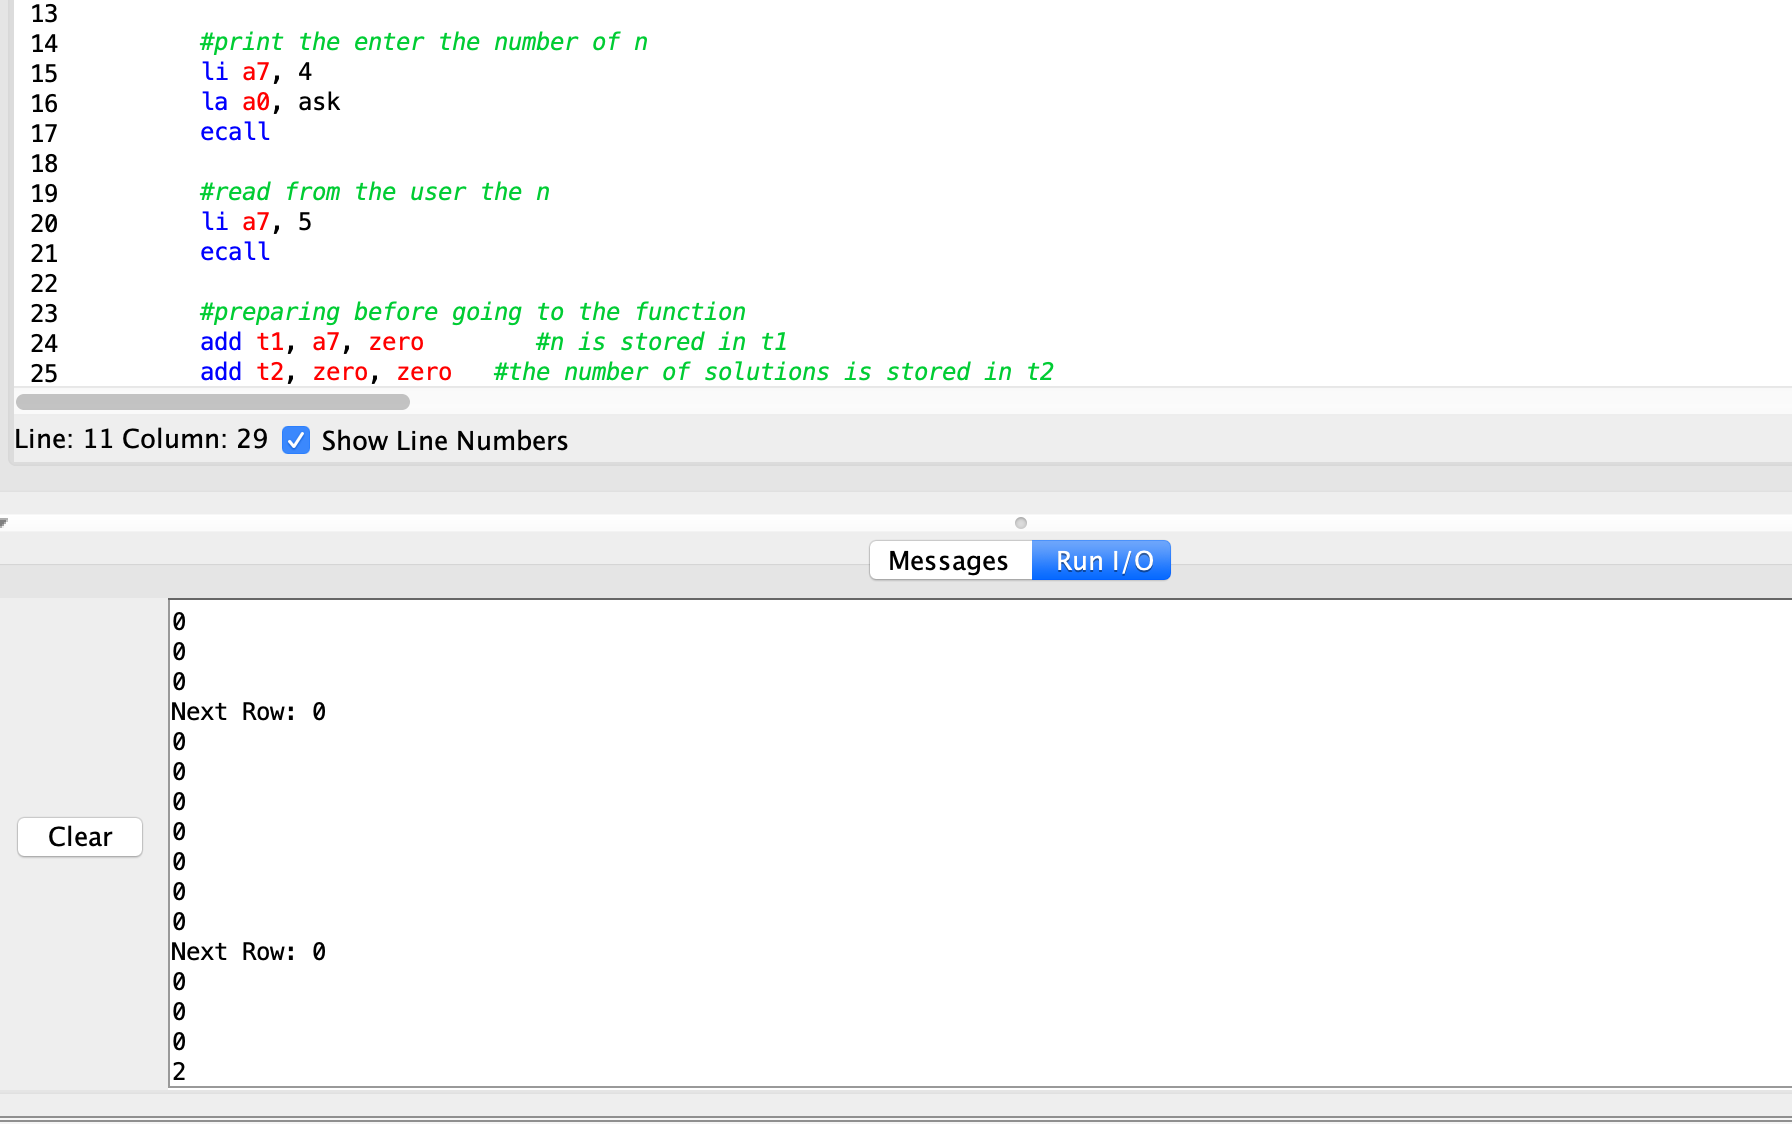 13
14 #print the enter the number of n
15 li a7, 4
16 la a0, ask
17 ecall
18
19 #read from the user the n
20 li a7, 5
21 ecall
22
23 #preparing before going to the function
24 add t1, a7, zero #n is stored in t1
25 add t2, zero, zero #the number of solutions is stored in t2
Line: 11 Column: 29 Show Line Numbers
Messages Run I/O
0
0
0
Next Row: 0
0
0
0
0
0
0
0
Next Row: 0
0
0
0
2
Clear